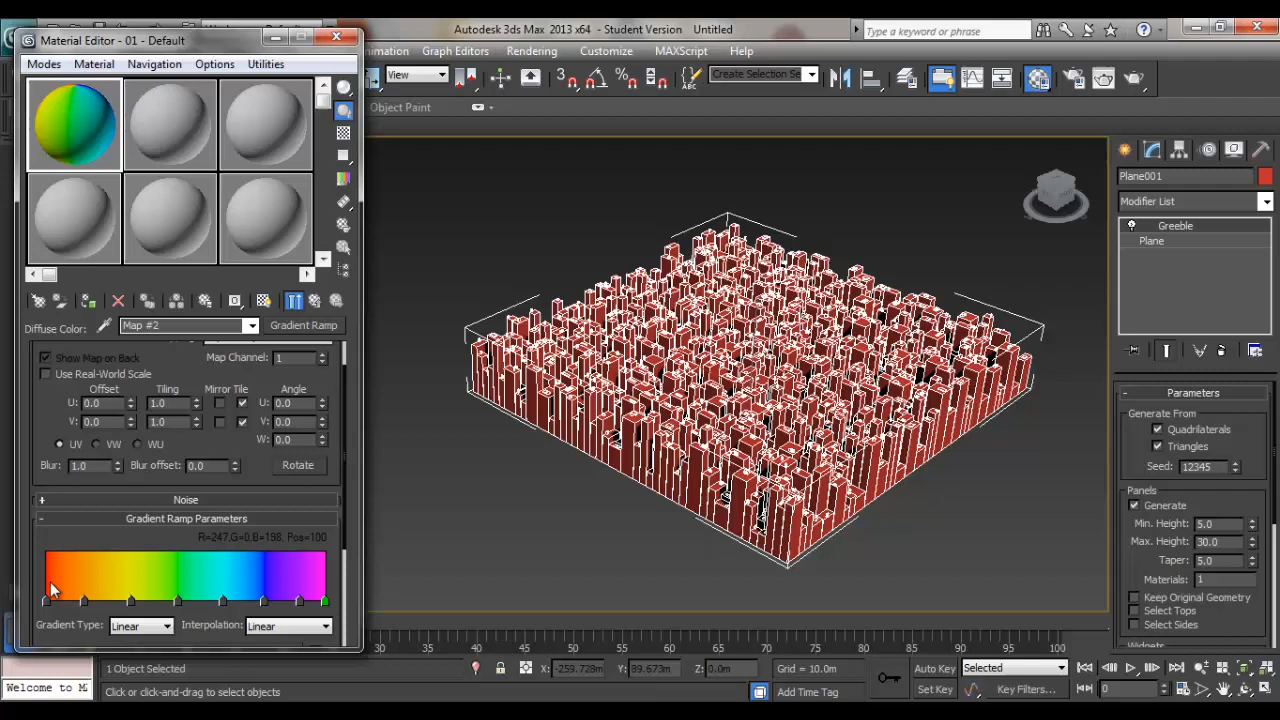 Autodesk 3ds Max 2013 x64 - Student Version Untitled
Type a keyword or phrase
Material Editor - 01 - Default
Modes Material Navigation Options Utilities
Graph Editors Rendering Customize MAXScript Help
View
3
ABC
Create Selection Se
Object Paint
Plane001
Modifier List
Greeble
Plane
Diffuse Color: Map #2 Gradient Ramp
Show Map on Back Map Channel: 1
Use Real-World Scale
Offset Tiling Mirror Tile Angle
U: 0.0 1.0 U: 0.0
V: 0.0 1.0 V: 0.0
UV VW WU W: 0.0
Blur: 1.0 Blur offset: 0.0 Rotate
+ Noise
- Gradient Ramp Parameters
R=247,G=0,B=198, Pos=100
Gradient Type: Linear Interpolation: Linear
- Parameters
Generate From
Quadrilaterals
Triangles
Seed: 12345
Panels
Generate
Min. Height: 5.0
Max. Height: 30.0
Taper: 5.0
Materials: 1
Keep Original Geometry
Select Tops
Select Sides
30 35 40 45 50 55 60 65 70 75 80 85 90 95 100
1 Object Selected X: -259.728m Y: 89.673m Z: 0.0m Grid = 10.0m Auto Key Selected
Welcome to M
Click or click-and-drag to select objects Add Time Tag Set Key Key Filters... 0